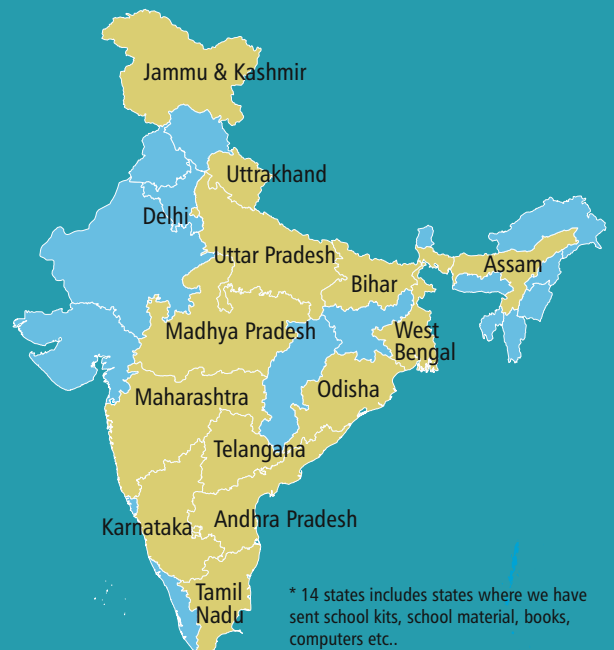 Jammu & Kashmir
Uttrakhand
Delhi
Uttar Pradesh
Bihar
Assam
Madhya Pradesh
West
Bengal
Maharashtra
Odisha
Telangana
Karnataka
Andhra Pradesh
Tamil
Nadu
* 14 states includes states where we have
sent school kits, school material, books,
computers etc..